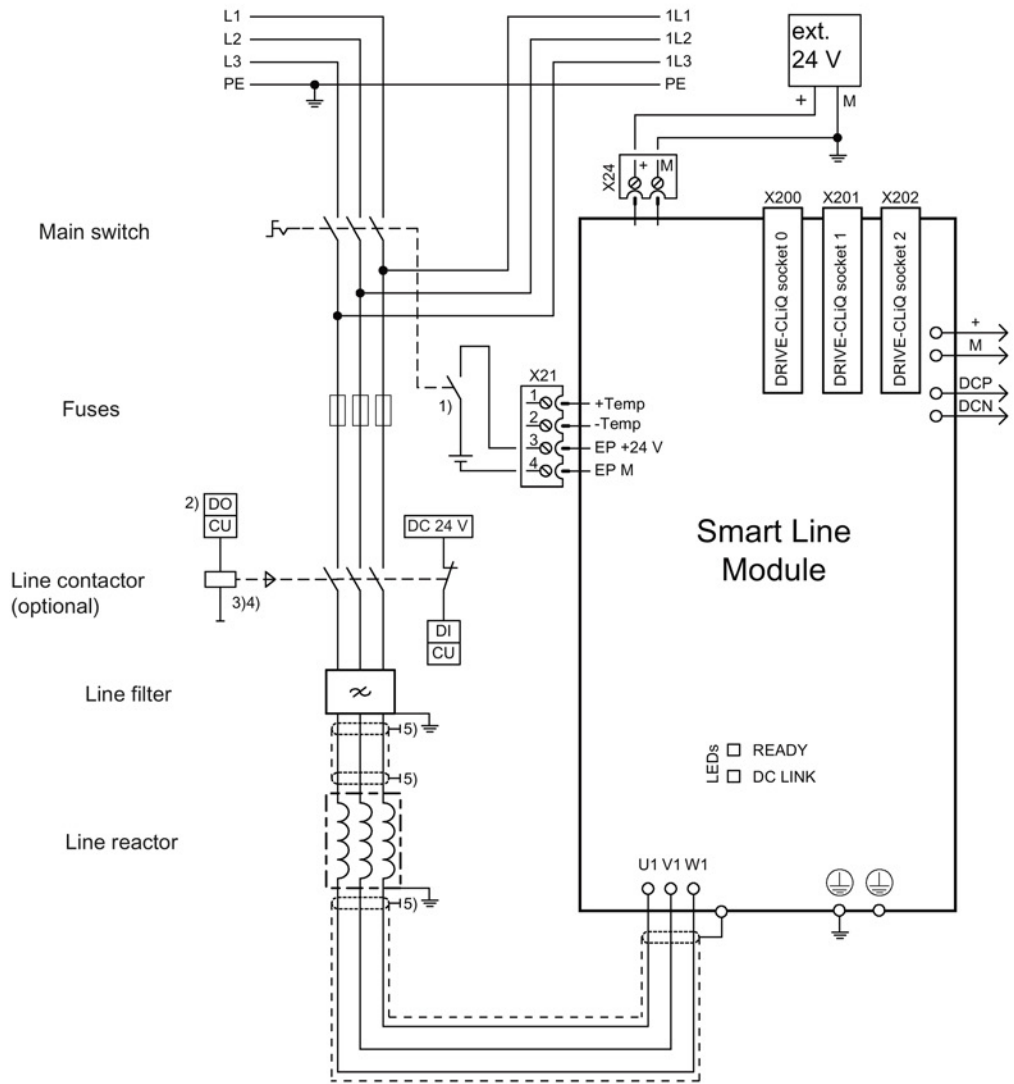 L1
L2
L3
PE
1L1
1L2
1L3
PE
ext.
24 V
+
M
X24
+
M
X200
X201
X202
DRIVE-CLiQ socket 0
DRIVE-CLiQ socket 1
DRIVE-CLiQ socket 2
Main switch
+
M
DCP
DCN
Fuses
1)
X21
1
2
3
4
+Temp
-Temp
EP +24 V
EP M
2)
DO
CU
DC 24 V
Smart Line
Module
Line contactor
(optional)
3)4)
DI
CU
Line filter
5)
5)
LEDs
READY
DC LINK
Line reactor
5)
U1 V1 W1